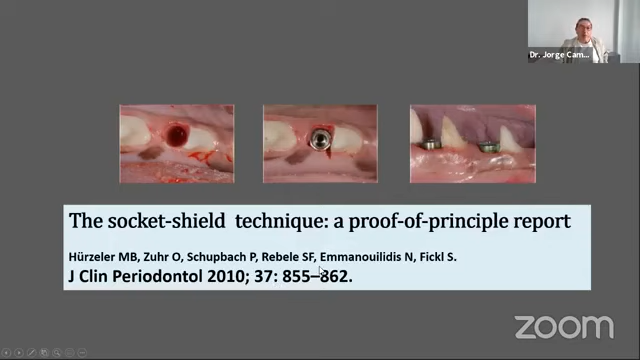 Dr. Jorge Cam...
The socket-shield technique: a proof-of-principle report
Hürzeler MB, Zuhr O, Schupbach P, Rebele SF, Emmanouilidis N, Fickl S.
J Clin Periodontol 2010; 37: 855–862.
zoom